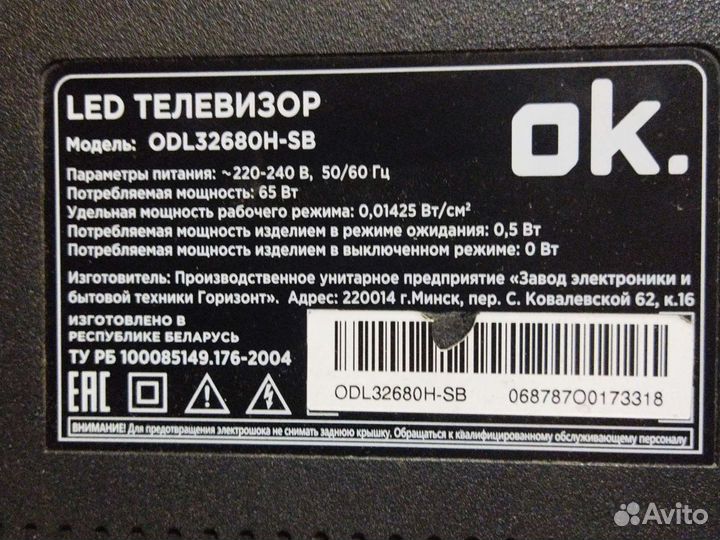 LED ТЕЛЕВИЗОР
Модель: ODL32680H-SB
ok.
Параметры питания: ~220-240 В, 50/60 Гц
Потребляемая мощность: 65 Вт
Удельная мощность рабочего режима: 0,01425 Вт/см²
Потребляемая мощность изделием в режиме ожидания: 0,5 Вт
Потребляемая мощность изделием в выключенном режиме: 0 Вт
Изготовитель: Производственное унитарное предприятие «Завод электроники и
бытовой техники Горизонт». Адрес: 220014 г.Минск, пер. С. Ковалевской 62, к.16
ИЗГОТОВЛЕНО В
РЕСПУБЛИКЕ БЕЛАРУСЬ
ТУ РБ 100085149.176-2004
EAC
ODL32680H-SB 068787O0173318
ВНИМАНИЕ! Для предотвращения электрошока не снимать заднюю крышку. Обращаться к квалифицированному обслуживающему персоналу
Avito